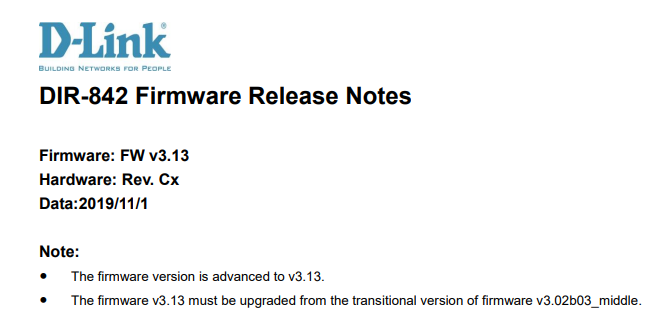 D-Link®
BUILDING NETWORKS FOR PEOPLE
DIR-842 Firmware Release Notes
Firmware: FW v3.13
Hardware: Rev. Cx
Data:2019/11/1
Note:
● The firmware version is advanced to v3.13.
● The firmware v3.13 must be upgraded from the transitional version of firmware v3.02b03_middle.